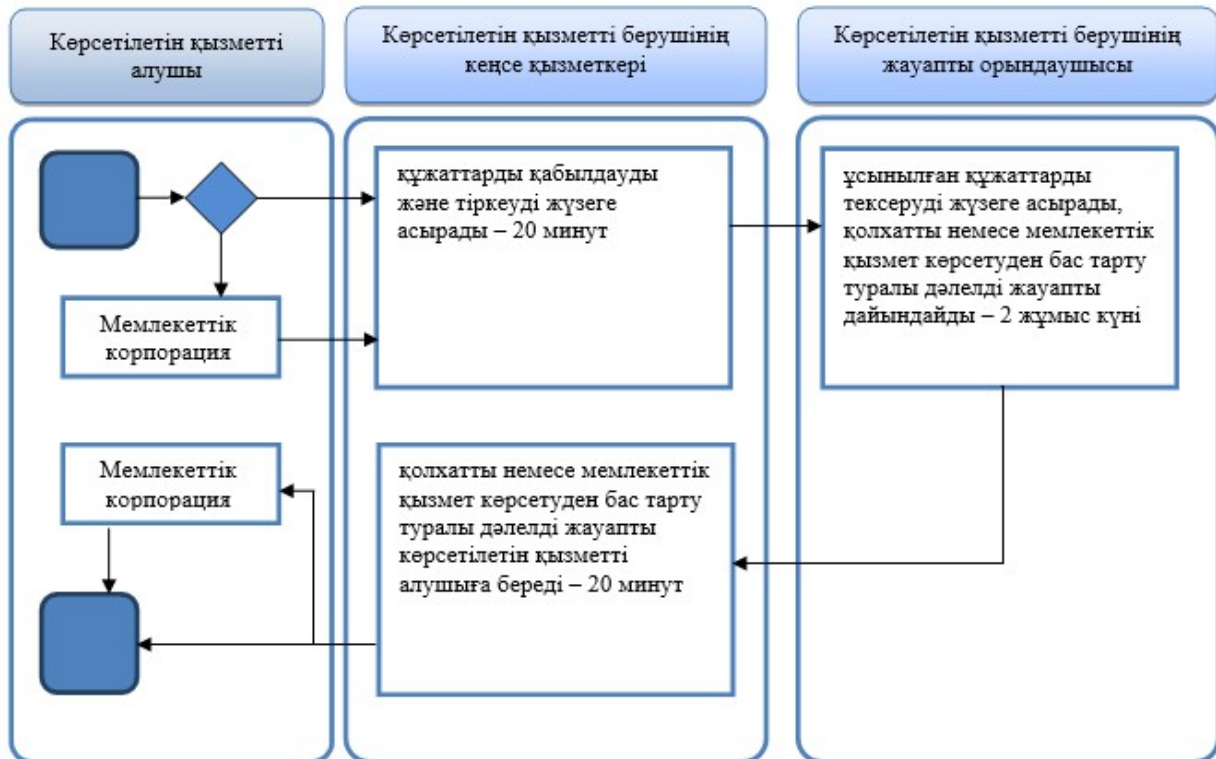 Көрсетілетін қызметті
алушы
Көрсетілетін қызметті берушінің
кеңсе қызметкері
Көрсетілетін қызметті берушінің
жауапты орындаушысы
құжаттарды қабылдауды
және тіркеуді жүзеге
асырады – 20 минут
ұсынылған құжаттарды
тексеруді жүзеге асырады,
қолхатты немесе мемлекеттік
қызмет көрсетуден бас тарту
туралы дәлелді жауапты
дайындайды – 2 жұмыс күні
Мемлекеттік
корпорация
Мемлекеттік
корпорация
қолхатты немесе мемлекеттік
қызмет көрсетуден бас тарту
туралы дәлелді жауапты
көрсетілетін қызметті
алушыға береді – 20 минут